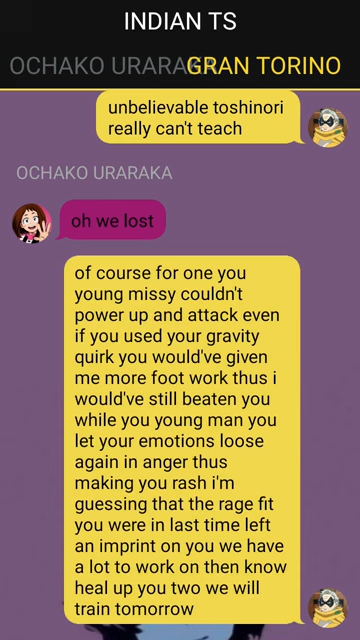 INDIAN TS
OCHAKO URARAKA GRAN TORINO
unbelievable toshinori
really can't teach
OCHAKO URARAKA
oh we lost
of course for one you
young missy couldn't
power up and attack even
if you used your gravity
quirk you would've given
me more foot work thus i
would've still beaten you
while you young man you
let your emotions loose
again in anger thus
making you rash i'm
guessing that the rage fit
you were in last time left
an imprint on you we have
a lot to work on then know
heal up you two we will
train tomorrow